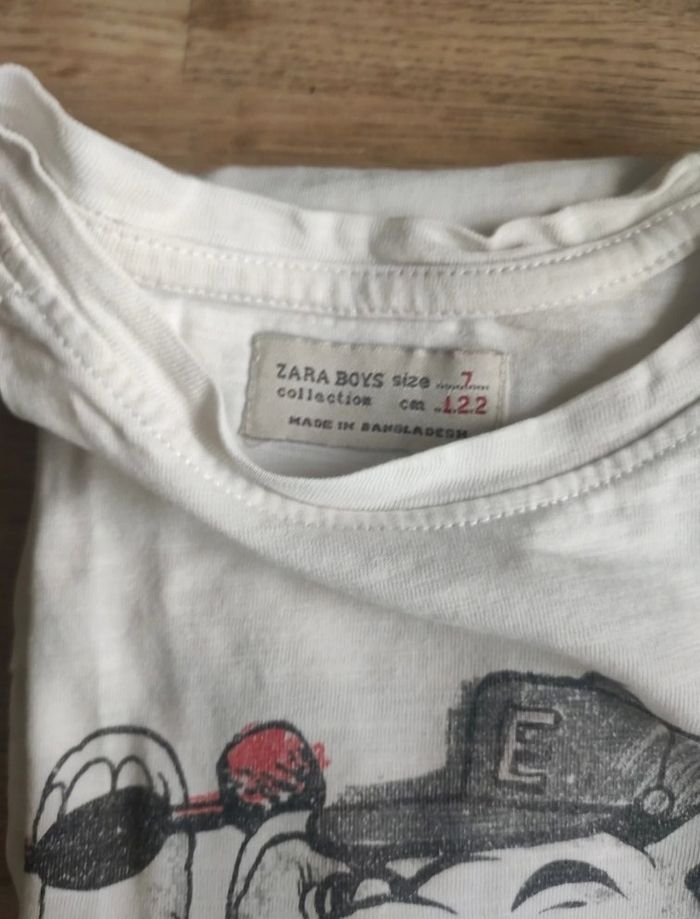 ZARA BOYS size 7
collection cm 122
MADE IN BANGLADESH
E